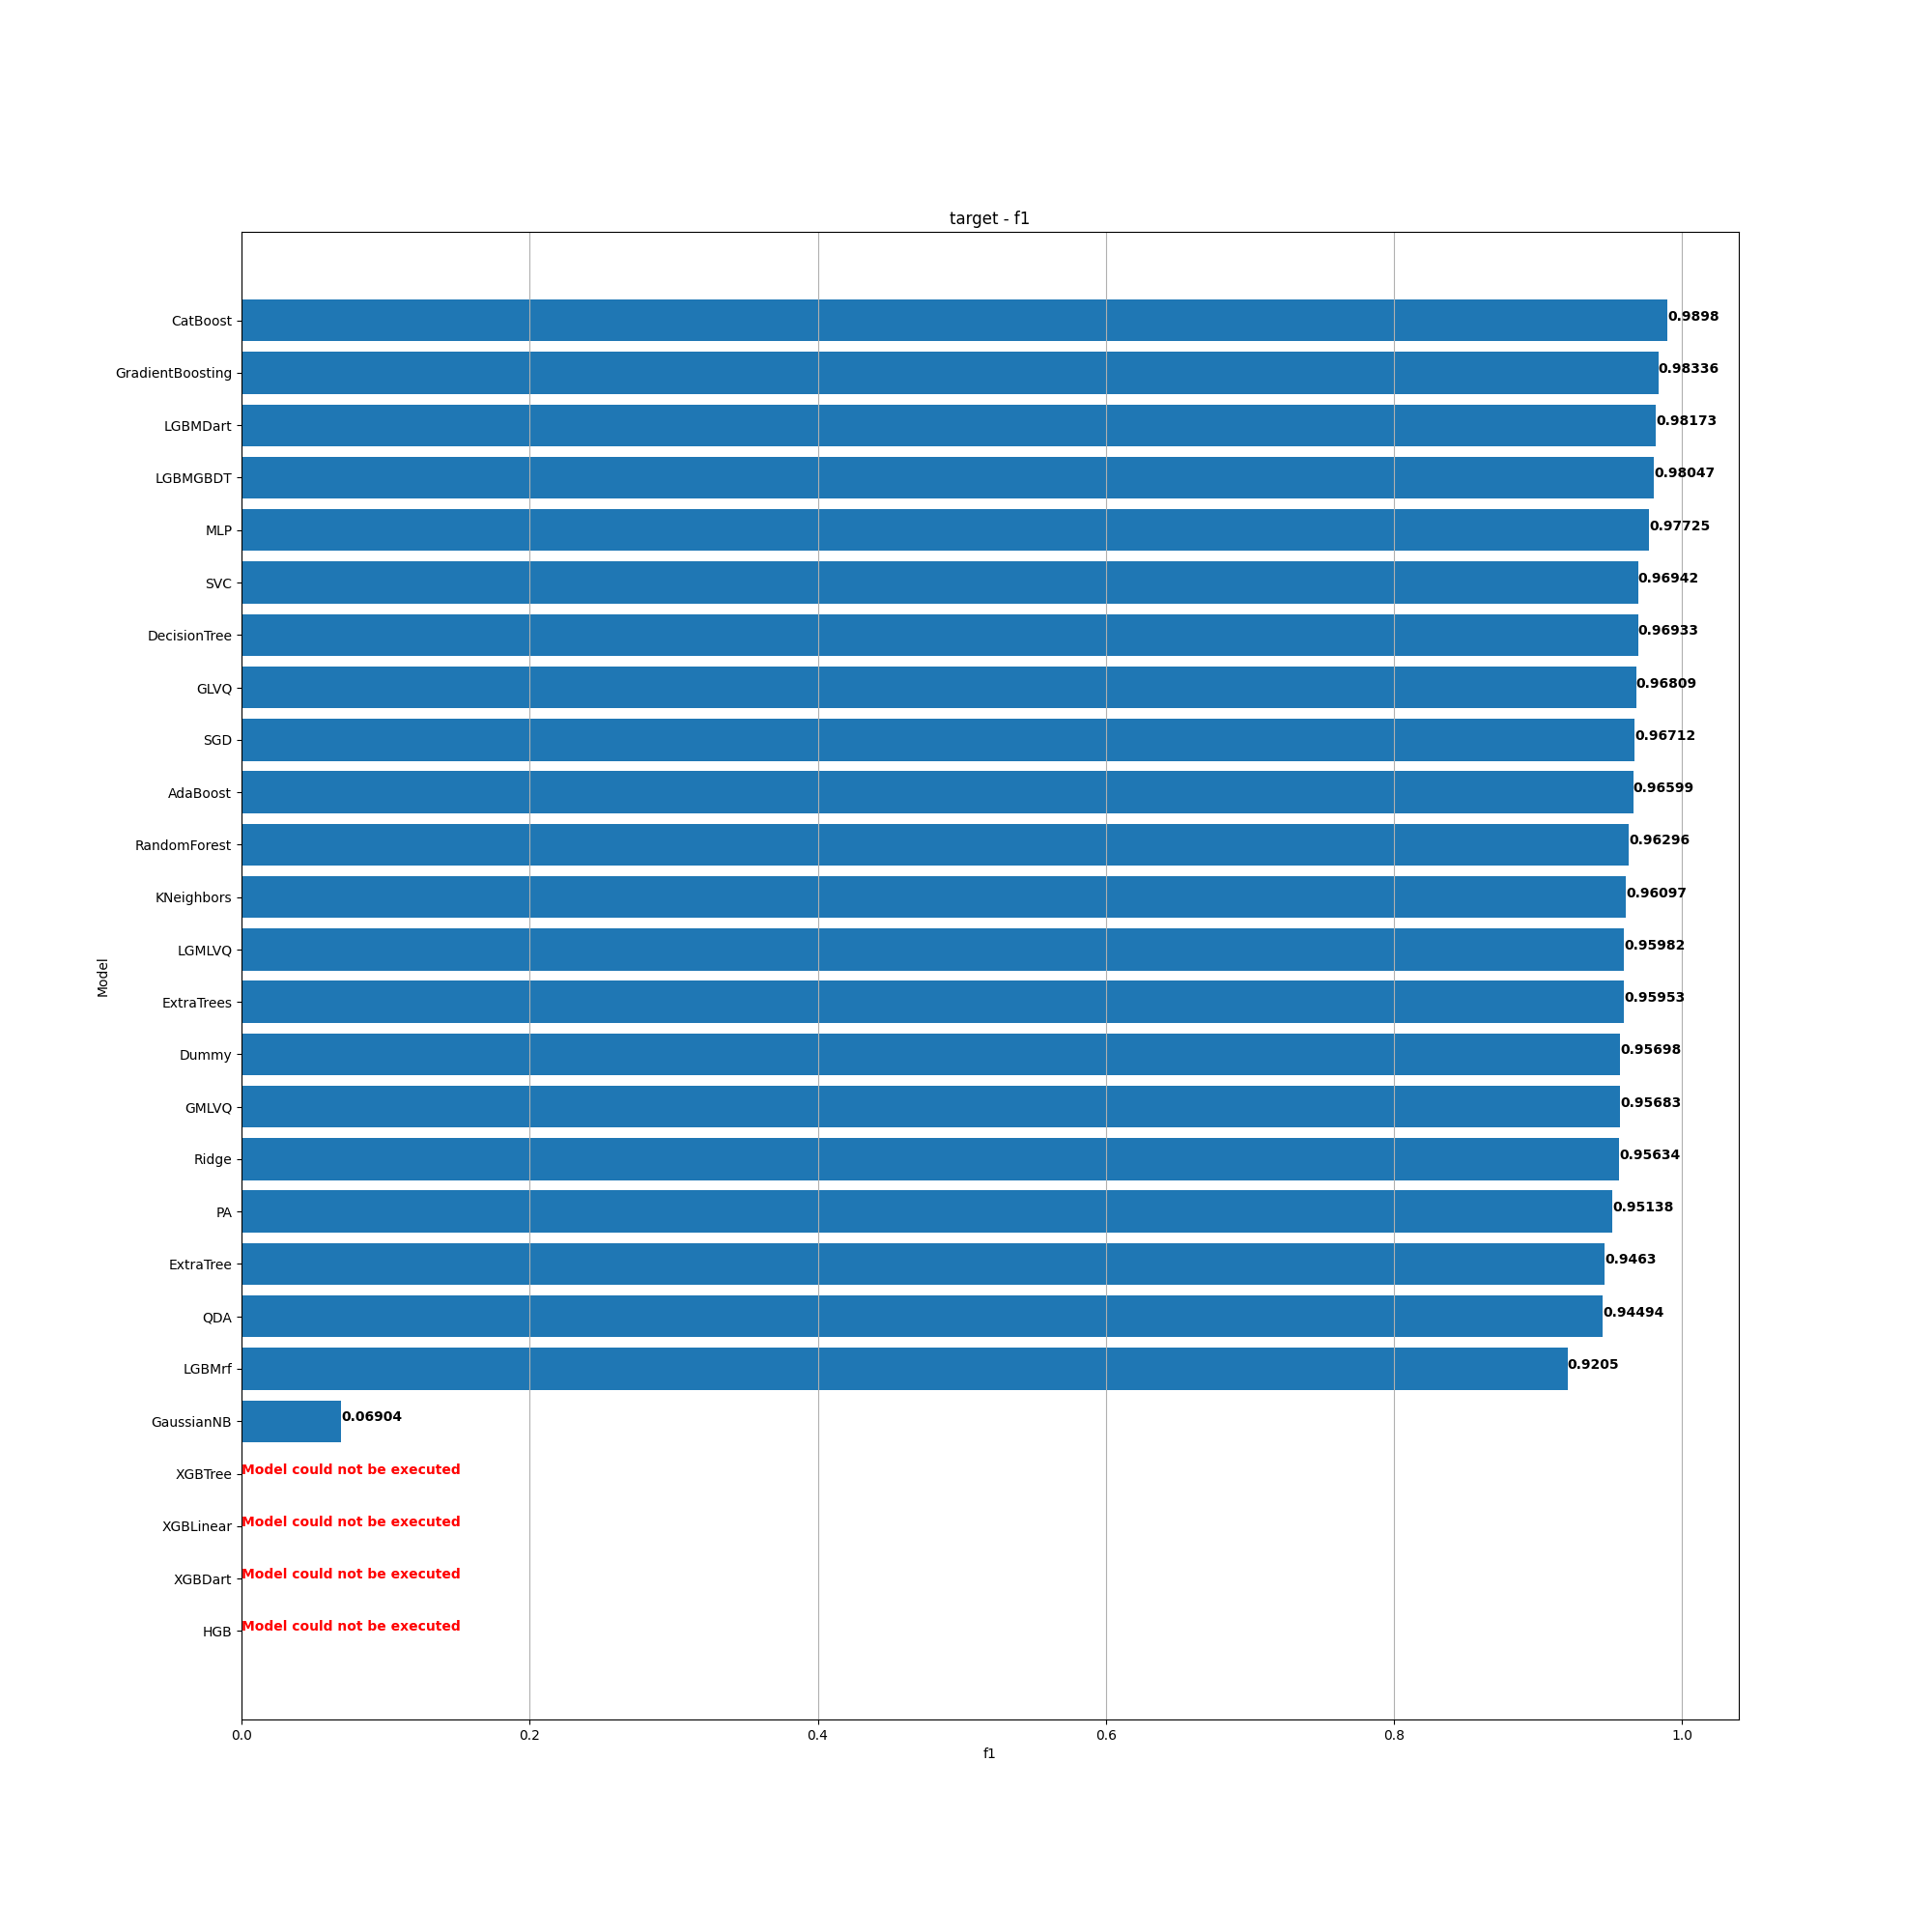 target - f1
CatBoost 0.9898
GradientBoosting 0.98336
LGBMDart 0.98173
LGBMGBDT 0.98047
MLP 0.97725
SVC 0.96942
DecisionTree 0.96933
GLVQ 0.96809
SGD 0.96712
AdaBoost 0.96599
RandomForest 0.96296
KNeighbors 0.96097
LGMLVQ 0.95982
ExtraTrees 0.95953
Dummy 0.95698
GMLVQ 0.95683
Ridge 0.95634
PA 0.95138
ExtraTree 0.9463
QDA 0.94494
LGBMrf 0.9205
GaussianNB 0.06904
XGBTree Model could not be executed
XGBLinear Model could not be executed
XGBDart Model could not be executed
HGB Model could not be executed
Model
0.0 0.2 0.4 0.6 0.8 1.0
f1